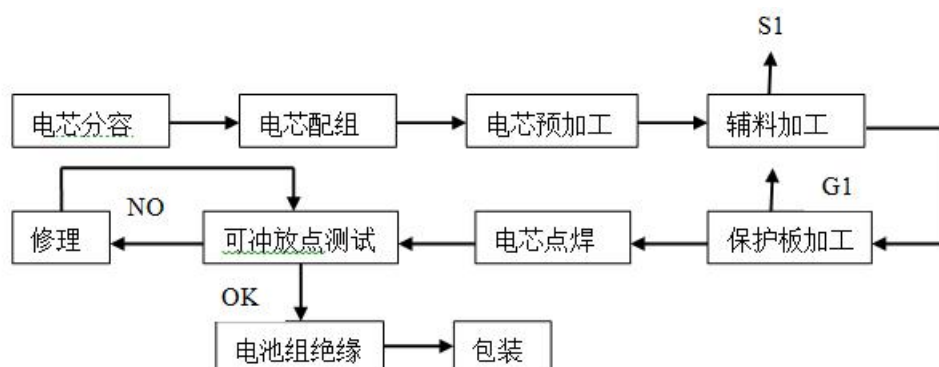 S1
电芯分容
电芯配组
电芯预加工
辅料加工
G1
NO
修理
可冲放点测试
电芯点焊
保护板加工
OK
电池组绝缘
包装